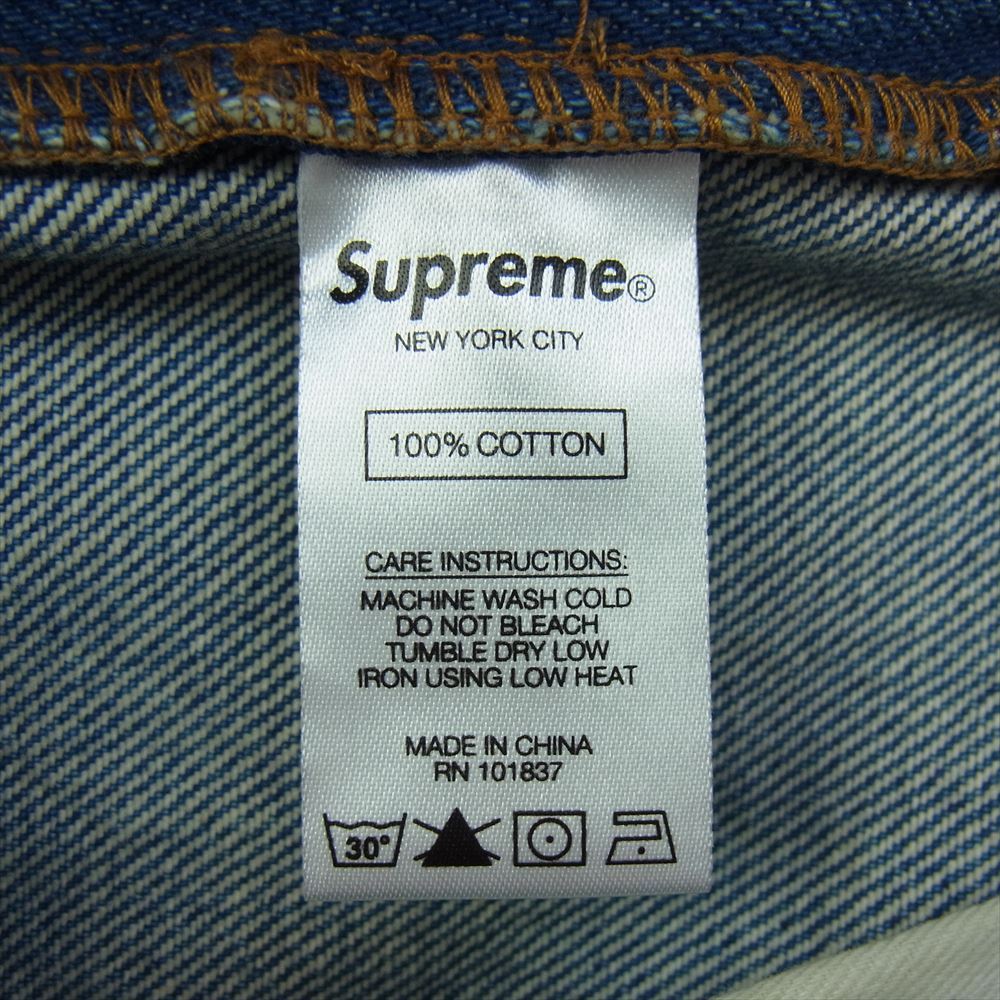 Supreme®
NEW YORK CITY
100% COTTON
CARE INSTRUCTIONS:
MACHINE WASH COLD
DO NOT BLEACH
TUMBLE DRY LOW
IRON USING LOW HEAT
MADE IN CHINA
RN 101837
30°